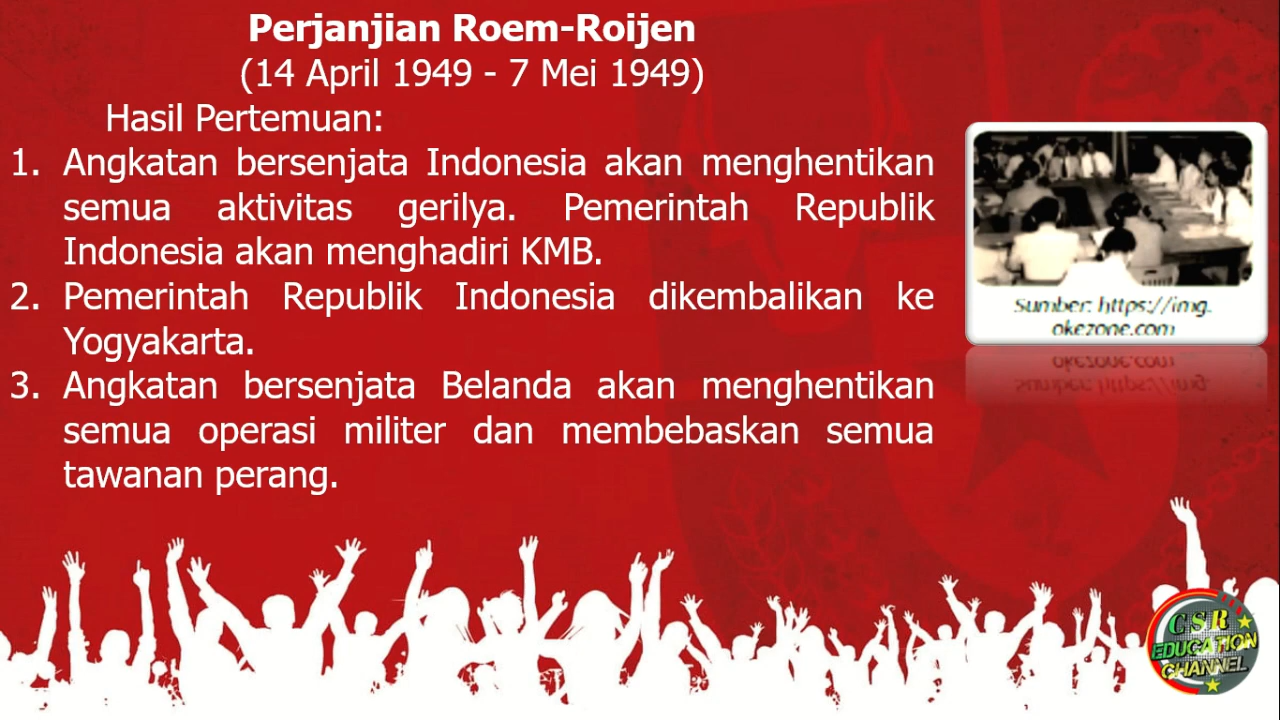 Perjanjian Roem-Roijen
(14 April 1949 - 7 Mei 1949)
Hasil Pertemuan:
1. Angkatan bersenjata Indonesia akan menghentikan
semua aktivitas gerilya. Pemerintah Republik
Indonesia akan menghadiri KMB.
2. Pemerintah Republik Indonesia dikembalikan ke
Yogyakarta.
3. Angkatan bersenjata Belanda akan menghentikan
semua operasi militer dan membebaskan semua
tawanan perang.
Sumber: https://img.
okezone.com
CSR
EDUCATION
CHANNEL